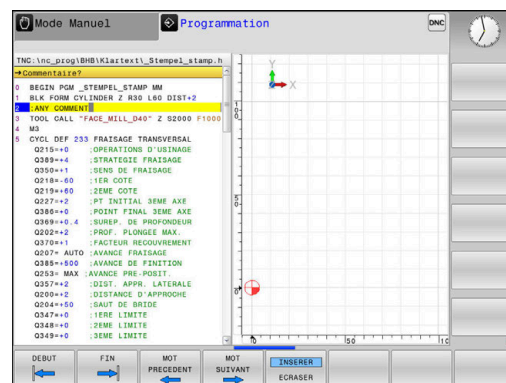 Mode Manuel
Programmation
DNC
TNC:\nc_prog\BHB\Klartext\_Stempel_stamp.h
→Commentaire?
0 BEGIN PGM _STEMPEL_STAMP MM
1 BLK FORM CYLINDER Z R30 L60 DIST+2
2 ;ANY COMMENT
3 TOOL CALL "FACE_MILL_D40" Z S2000 F1000
4 M3
5 CYCL DEF 233 FRAISAGE TRANSVERSAL
Q215=+0 ;OPERATIONS D'USINAGE
Q389=+4 ;STRATEGIE FRAISAGE
Q350=+1 ;SENS DE FRAISAGE
Q218=-60 ;1ER COTE
Q219=+60 ;2EME COTE
Q227=+2 ;PT INITIAL 3EME AXE
Q386=+0 ;POINT FINAL 3EME AXE
Q369=+0.4 ;SUREP. DE PROFONDEUR
Q202=+2 ;PROF. PLONGEE MAX.
Q370=+1 ;FACTEUR RECOUVREMENT
Q207= AUTO ;AVANCE FRAISAGE
Q385=+500 ;AVANCE DE FINITION
Q253= MAX ;AVANCE PRE-POSIT.
Q357=+2 ;DIST. APPR. LATERALE
Q200=+2 ;DISTANCE D'APPROCHE
Q204=+50 ;SAUT DE BRIDE
Q347=+0 ;1ERE LIMITE
Q348=+0 ;2EME LIMITE
Q349=+0 ;3EME LIMITE
Y
X
0
50
DEBUT
FIN
MOT PRECEDENT
MOT SUIVANT
INSERER
ECRASER